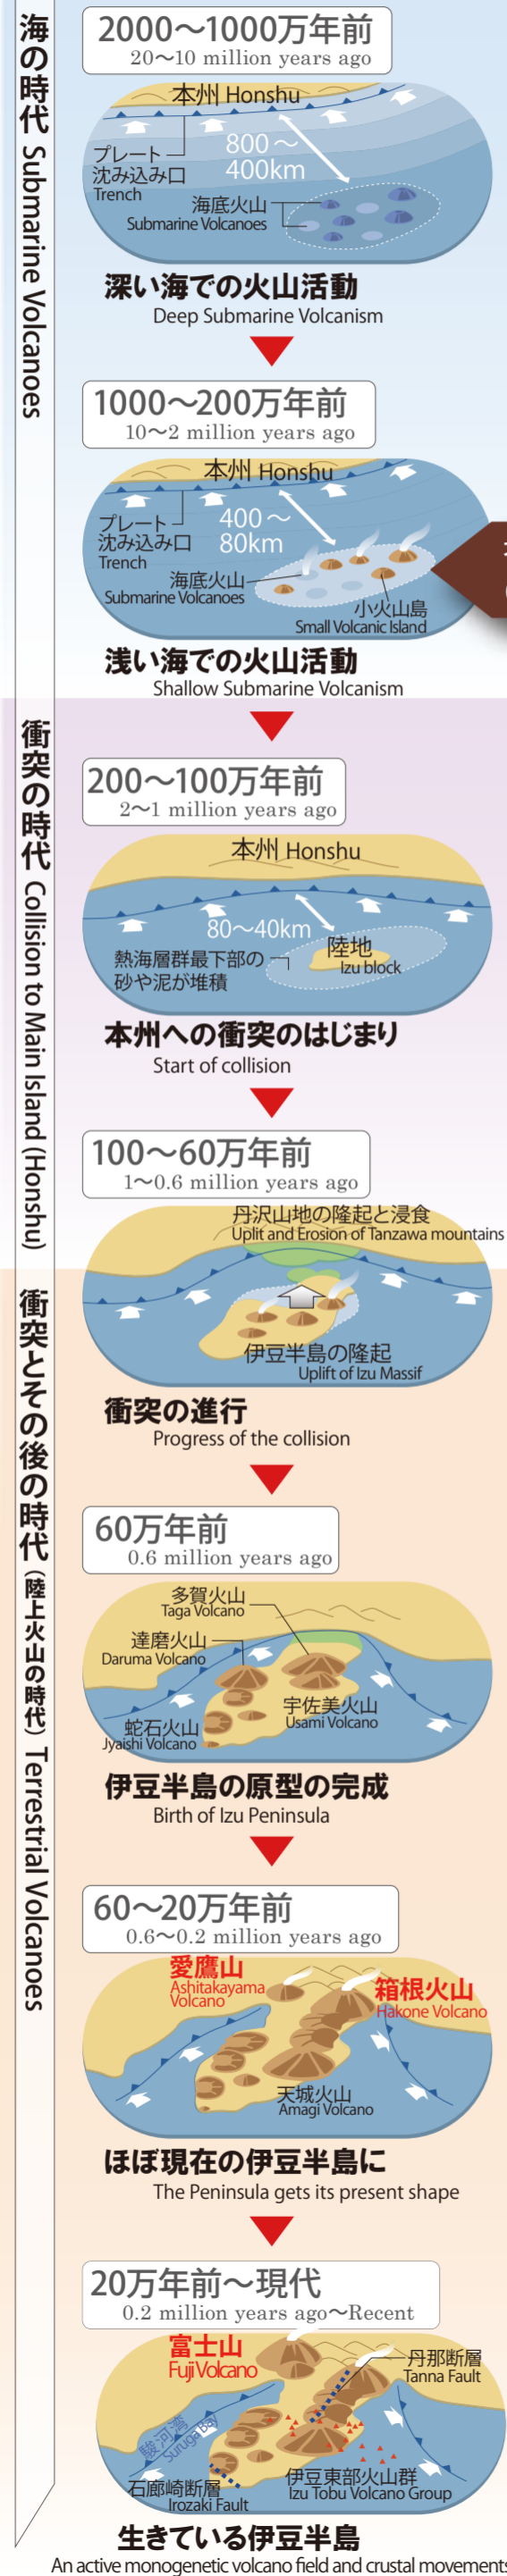 海の時代 Submarine Volcanoes
2000～1000万年前
20～10 million years ago
本州 Honshu
800～
400km
プレート
沈み込み口
Trench
海底火山
Submarine Volcanoes
深い海での火山活動
Deep Submarine Volcanism
1000～200万年前
10～2 million years ago
本州 Honshu
プレート
沈み込み口
Trench
400～
80km
海底火山
Submarine Volcanoes
小火山島
Small Volcanic Island
浅い海での火山活動
Shallow Submarine Volcanism
衝突の時代 Collision to Main Island (Honshu)
200～100万年前
2～1 million years ago
本州 Honshu
80～40km
熱海層群最下部の
砂や泥が堆積
陸地
Izu block
本州への衝突のはじまり
Start of collision
100～60万年前
1～0.6 million years ago
丹沢山地の隆起と浸食
Uplit and Erosion of Tanzawa mountains
伊豆半島の隆起
Uplift of Izu Massif
衝突の進行
Progress of the collision
衝突とその後の時代（陸上火山の時代）Terrestrial Volcanoes
60万年前
0.6 million years ago
多賀火山
Taga Volcano
達磨火山
Daruma Volcano
宇佐美火山
Usami Volcano
蛇石火山
Jyaishi Volcano
伊豆半島の原型の完成
Birth of Izu Peninsula
60～20万年前
0.6～0.2 million years ago
愛鷹山
Ashitakayama
Volcano
箱根火山
Hakone Volcano
天城火山
Amagi Volcano
ほぼ現在の伊豆半島に
The Peninsula gets its present shape
20万年前～現代
0.2 million years ago～Recent
富士山
Fuji Volcano
丹那断層
Tanna Fault
駿河湾
Suruga Bay
石廊崎断層
Irozaki Fault
伊豆東部火山群
Izu Tobu Volcano Group
生きている伊豆半島
An active monogenetic volcano field and crustal movements